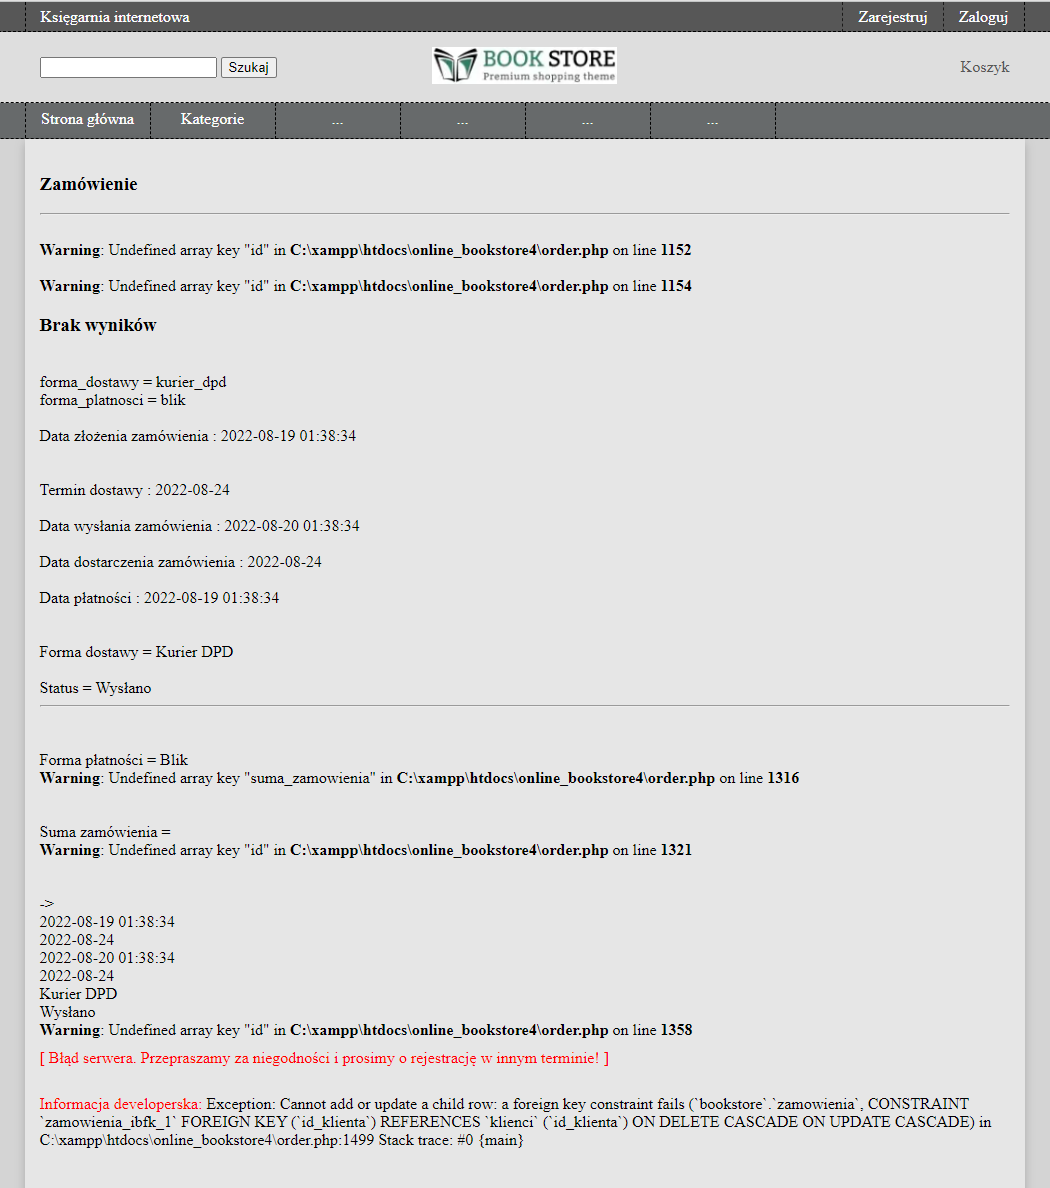 Księgarnia internetowa
Zarejestruj
Zaloguj
Szukaj
BOOK STORE
Premium shopping theme
Koszyk
Strona główna
Kategorie
...
...
...
...
Zamówienie
Warning: Undefined array key "id" in C:\xampp\htdocs\online_bookstore4\order.php on line 1152
Warning: Undefined array key "id" in C:\xampp\htdocs\online_bookstore4\order.php on line 1154
Brak wyników
forma_dostawy = kurier_dpd
forma_platnosci = blik
Data złożenia zamówienia : 2022-08-19 01:38:34
Termin dostawy : 2022-08-24
Data wysłania zamówienia : 2022-08-20 01:38:34
Data dostarczenia zamówienia : 2022-08-24
Data płatności : 2022-08-19 01:38:34
Forma dostawy = Kurier DPD
Status = Wysłano
Forma płatności = Blik
Warning: Undefined array key "suma_zamowienia" in C:\xampp\htdocs\online_bookstore4\order.php on line 1316
Suma zamówienia =
Warning: Undefined array key "id" in C:\xampp\htdocs\online_bookstore4\order.php on line 1321
->
2022-08-19 01:38:34
2022-08-24
2022-08-20 01:38:34
2022-08-24
Kurier DPD
Wysłano
Warning: Undefined array key "id" in C:\xampp\htdocs\online_bookstore4\order.php on line 1358
[ Błąd serwera. Przepraszamy za niegodności i prosimy o rejestrację w innym terminie! ]
Informacja developerska: Exception: Cannot add or update a child row: a foreign key constraint fails (`bookstore`.`zamowienia`, CONSTRAINT
`zamowienia_ibfk_1` FOREIGN KEY (`id_klienta`) REFERENCES `klienci` (`id_klienta`) ON DELETE CASCADE ON UPDATE CASCADE) in
C:\xampp\htdocs\online_bookstore4\order.php:1499 Stack trace: #0 {main}